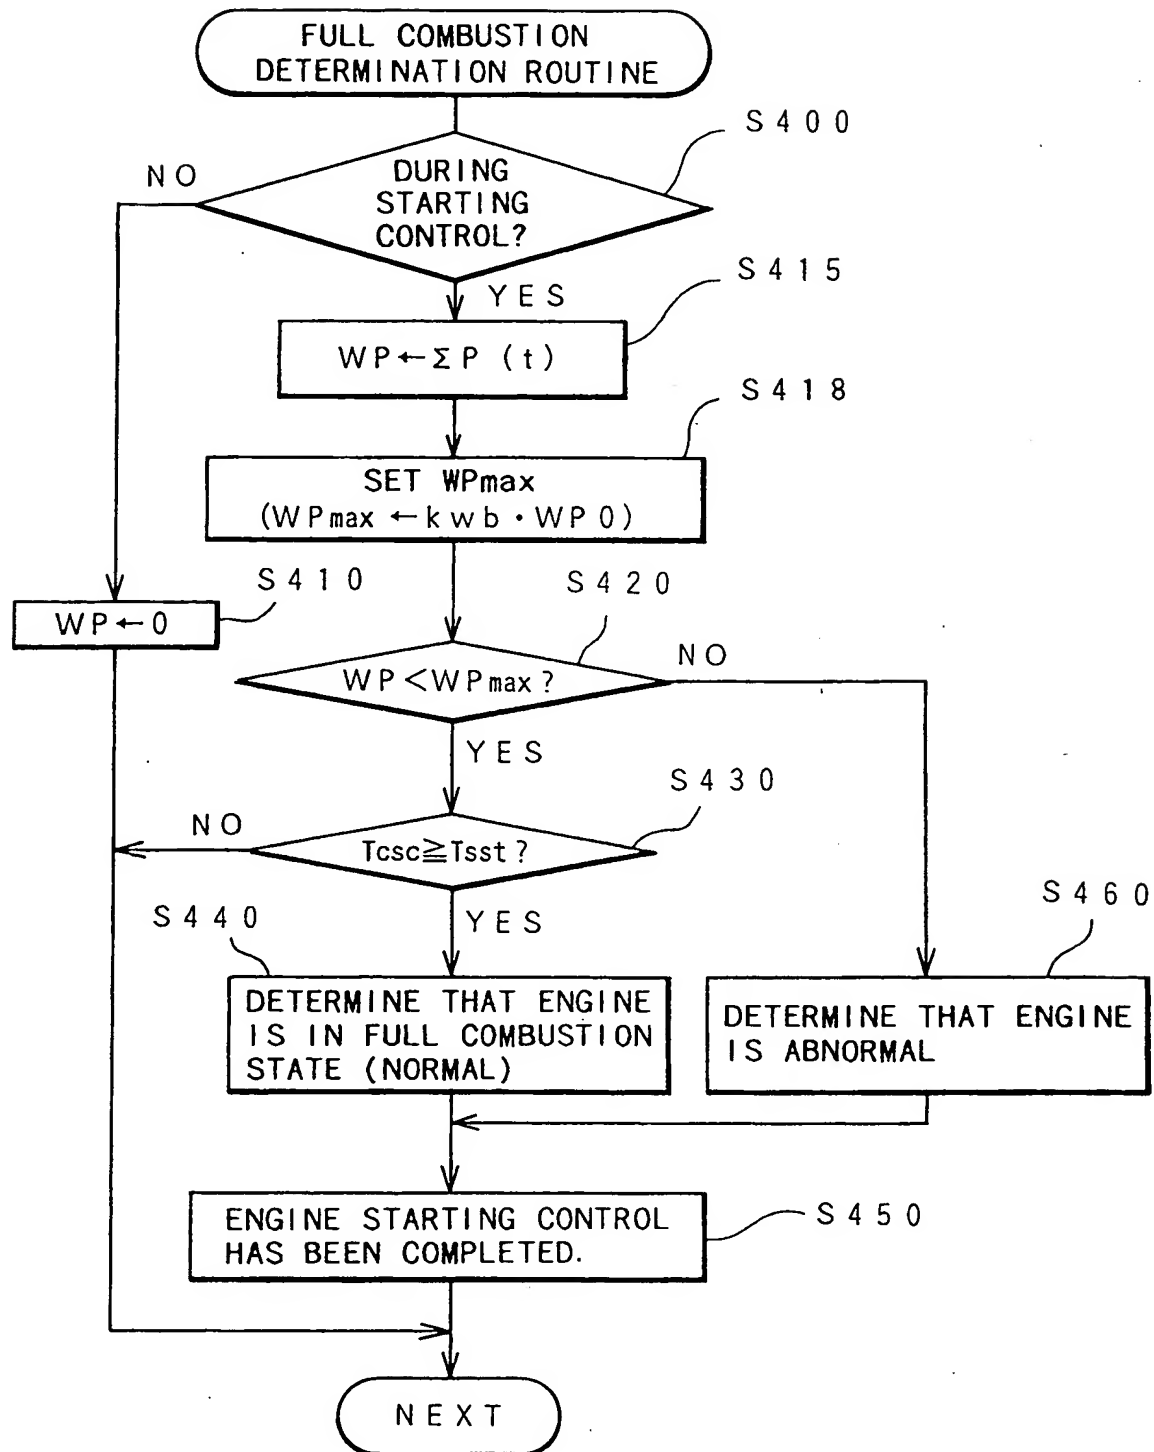 FULL COMBUSTION
DETERMINATION ROUTINE
S400
NO
DURING
STARTING
CONTROL?
S415
YES
WP←ΣP (t)
S418
SET WPmax
(WPmax ←kwb・WP0)
S410
S420
WP←0
NO
WP<WPmax?
YES
S430
NO
Tcsc≧Tsst?
S440
YES
S460
DETERMINE THAT ENGINE
IS IN FULL COMBUSTION
STATE (NORMAL)
DETERMINE THAT ENGINE
IS ABNORMAL
S450
ENGINE STARTING CONTROL
HAS BEEN COMPLETED.
NEXT